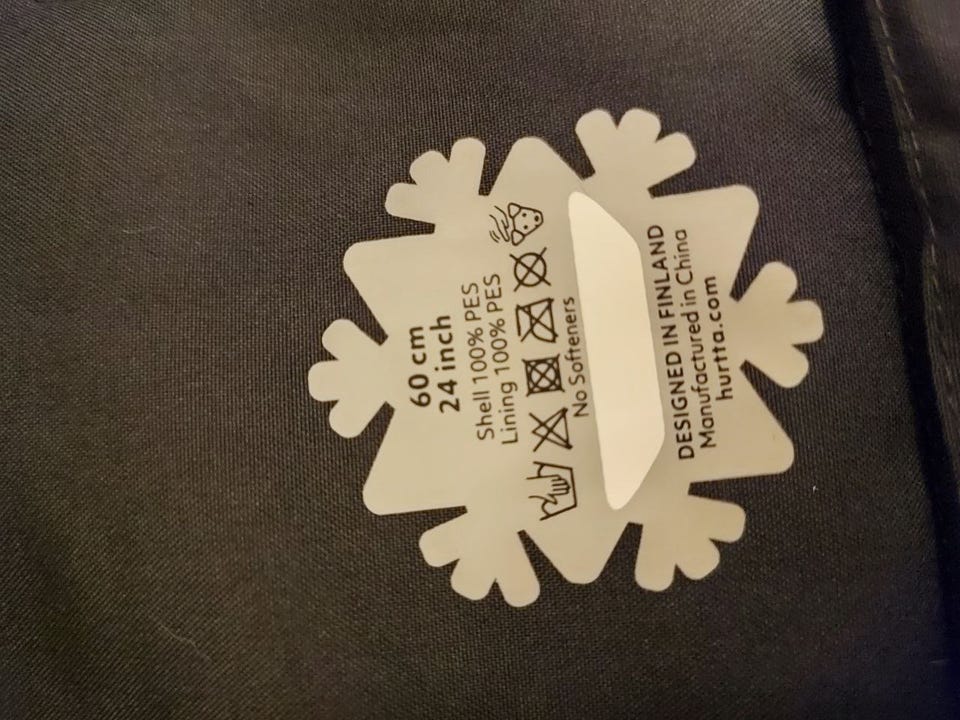 60 cm
24 inch
Shell 100% PES
Lining 100% PES
No Softeners
DESIGNED IN FINLAND
Manufactured in China
hurtta.com